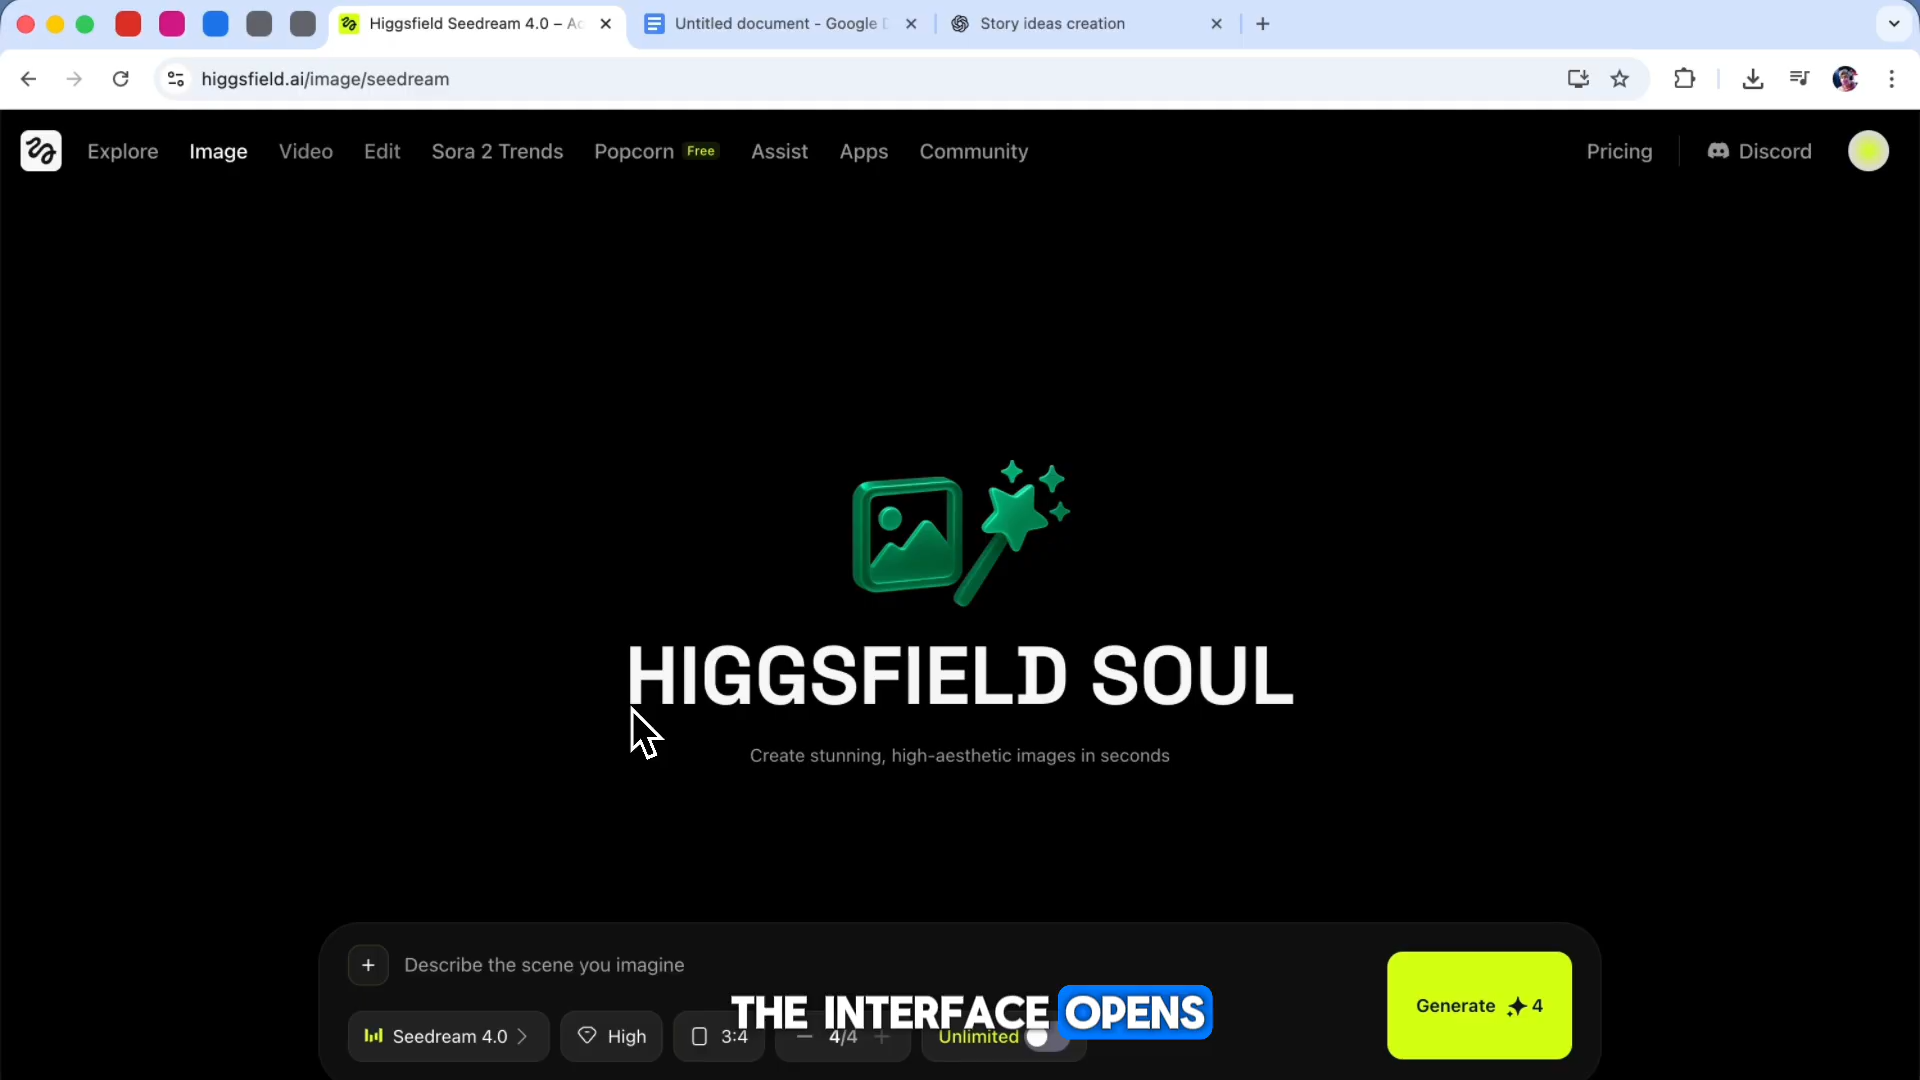 Higgsfield Seedream 4.0 – Ac
Untitled document - Google D
Story ideas creation
higgsfield.ai/image/seedream
Explore
Image
Video
Edit
Sora 2 Trends
Popcorn Free
Assist
Apps
Community
Pricing
Discord
HIGGSFIELD SOUL
Create stunning, high-aesthetic images in seconds
+ Describe the scene you imagine
THE INTERFACE OPENS
Seedream 4.0
High
3:4
4/4
Unlimited
Generate 4